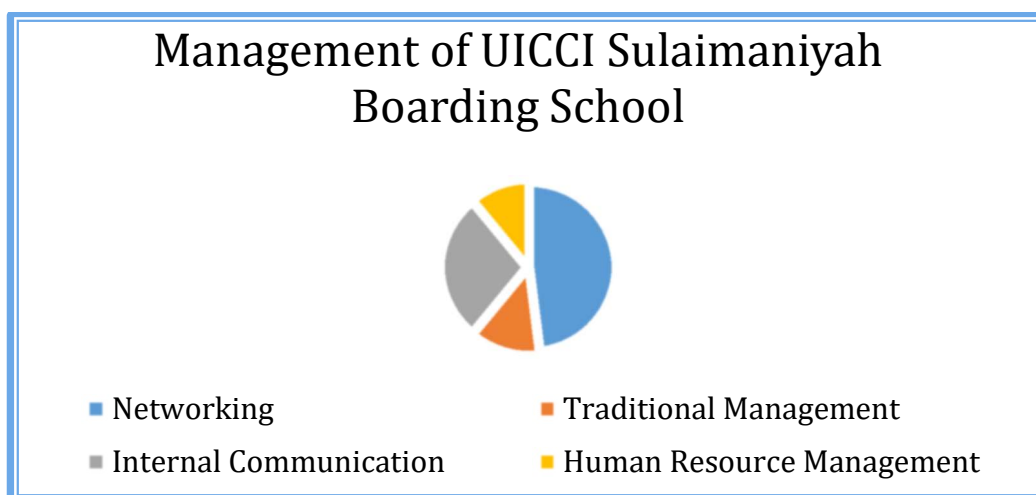 Management of UICCI Sulaimaniyah
Boarding School
Networking
Traditional Management
Internal Communication
Human Resource Management